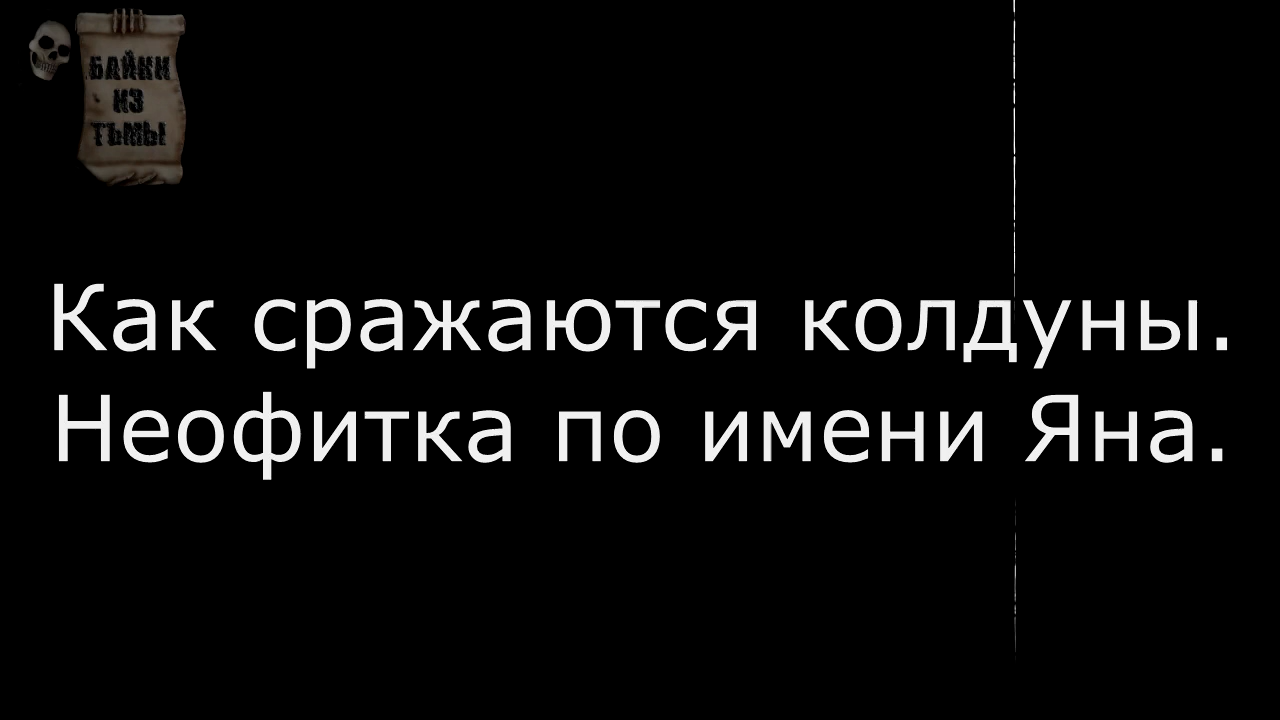 БАЙКИ
ИЗ
ТЬМЫ
Как сражаются колдуны.
Неофитка по имени Яна.